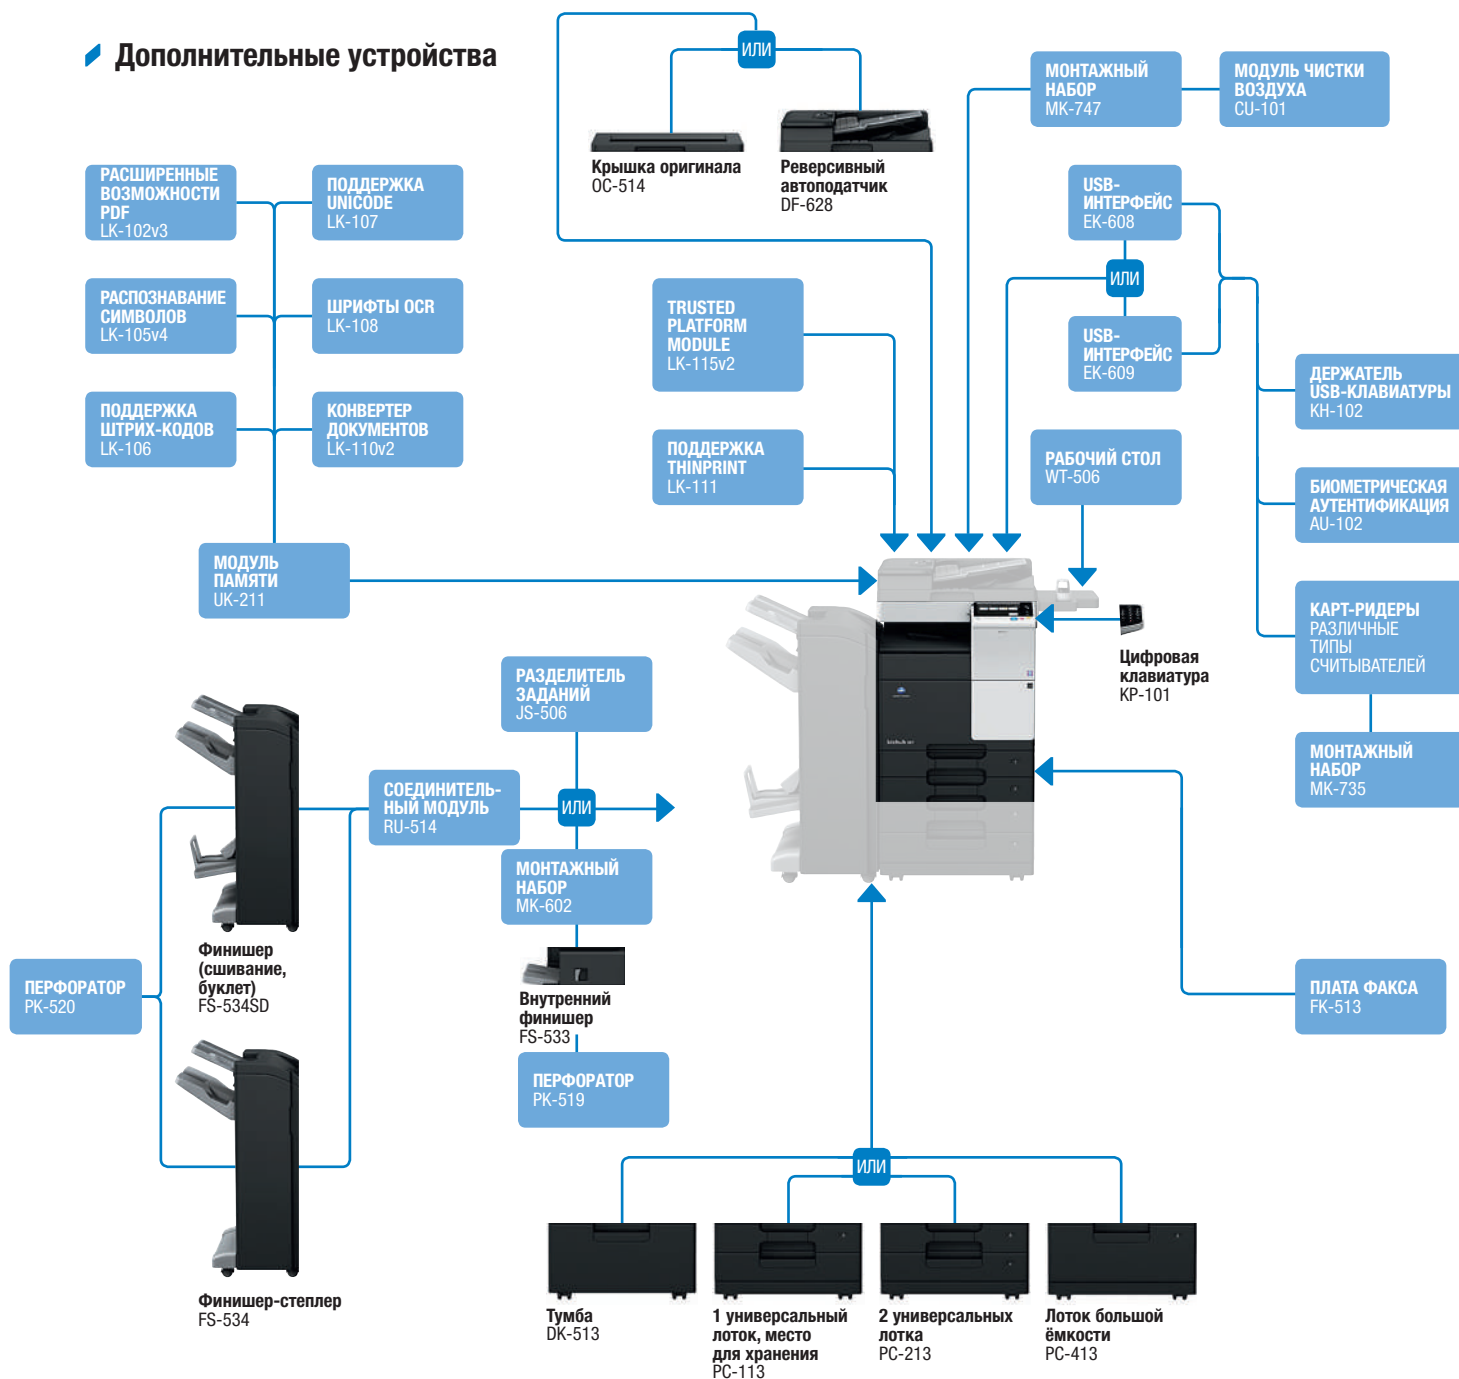 Дополнительные устройства
ИЛИ
Крышка оригинала
OC-514
Реверсивный
автоподатчик
DF-628
МОНТАЖНЫЙ
НАБОР
MK-747
МОДУЛЬ ЧИСТКИ
ВОЗДУХА
CU-101
РАСШИРЕННЫЕ
ВОЗМОЖНОСТИ
PDF
LK-102v3
ПОДДЕРЖКА
UNICODE
LK-107
РАСПОЗНАВАНИЕ
СИМВОЛОВ
LK-105v4
ШРИФТЫ OCR
LK-108
ПОДДЕРЖКА
ШТРИХ-КОДОВ
LK-106
КОНВЕРТЕР
ДОКУМЕНТОВ
LK-110v2
МОДУЛЬ
ПАМЯТИ
UK-211
TRUSTED
PLATFORM
MODULE
LK-115v2
ПОДДЕРЖКА
THINPRINT
LK-111
USB-
ИНТЕРФЕЙС
EK-608
ИЛИ
USB-
ИНТЕРФЕЙС
EK-609
РАБОЧИЙ СТОЛ
WT-506
ДЕРЖАТЕЛЬ
USB-КЛАВИАТУРЫ
KH-102
БИОМЕТРИЧЕСКАЯ
АУТЕНТИФИКАЦИЯ
AU-102
КАРТ-РИДЕРЫ
РАЗЛИЧНЫЕ
ТИПЫ
СЧИТЫВАТЕЛЕЙ
МОНТАЖНЫЙ
НАБОР
MK-735
Цифровая
клавиатура
KP-101
РАЗДЕЛИТЕЛЬ
ЗАДАНИЙ
JS-506
СОЕДИНИТЕЛЬ-
НЫЙ МОДУЛЬ
RU-514
ИЛИ
МОНТАЖНЫЙ
НАБОР
MK-602
Внутренний
финишер
FS-533
ПЕРФОРАТОР
PK-519
Финишер
(сшивание,
буклет)
FS-534SD
ПЕРФОРАТОР
PK-520
Финишер-степлер
FS-534
ПЛАТА ФАКСА
FK-513
ИЛИ
Тумба
DK-513
1 универсальный
лоток, место
для хранения
PC-113
2 универсальных
лотка
PC-213
Лоток большой
ёмкости
PC-413